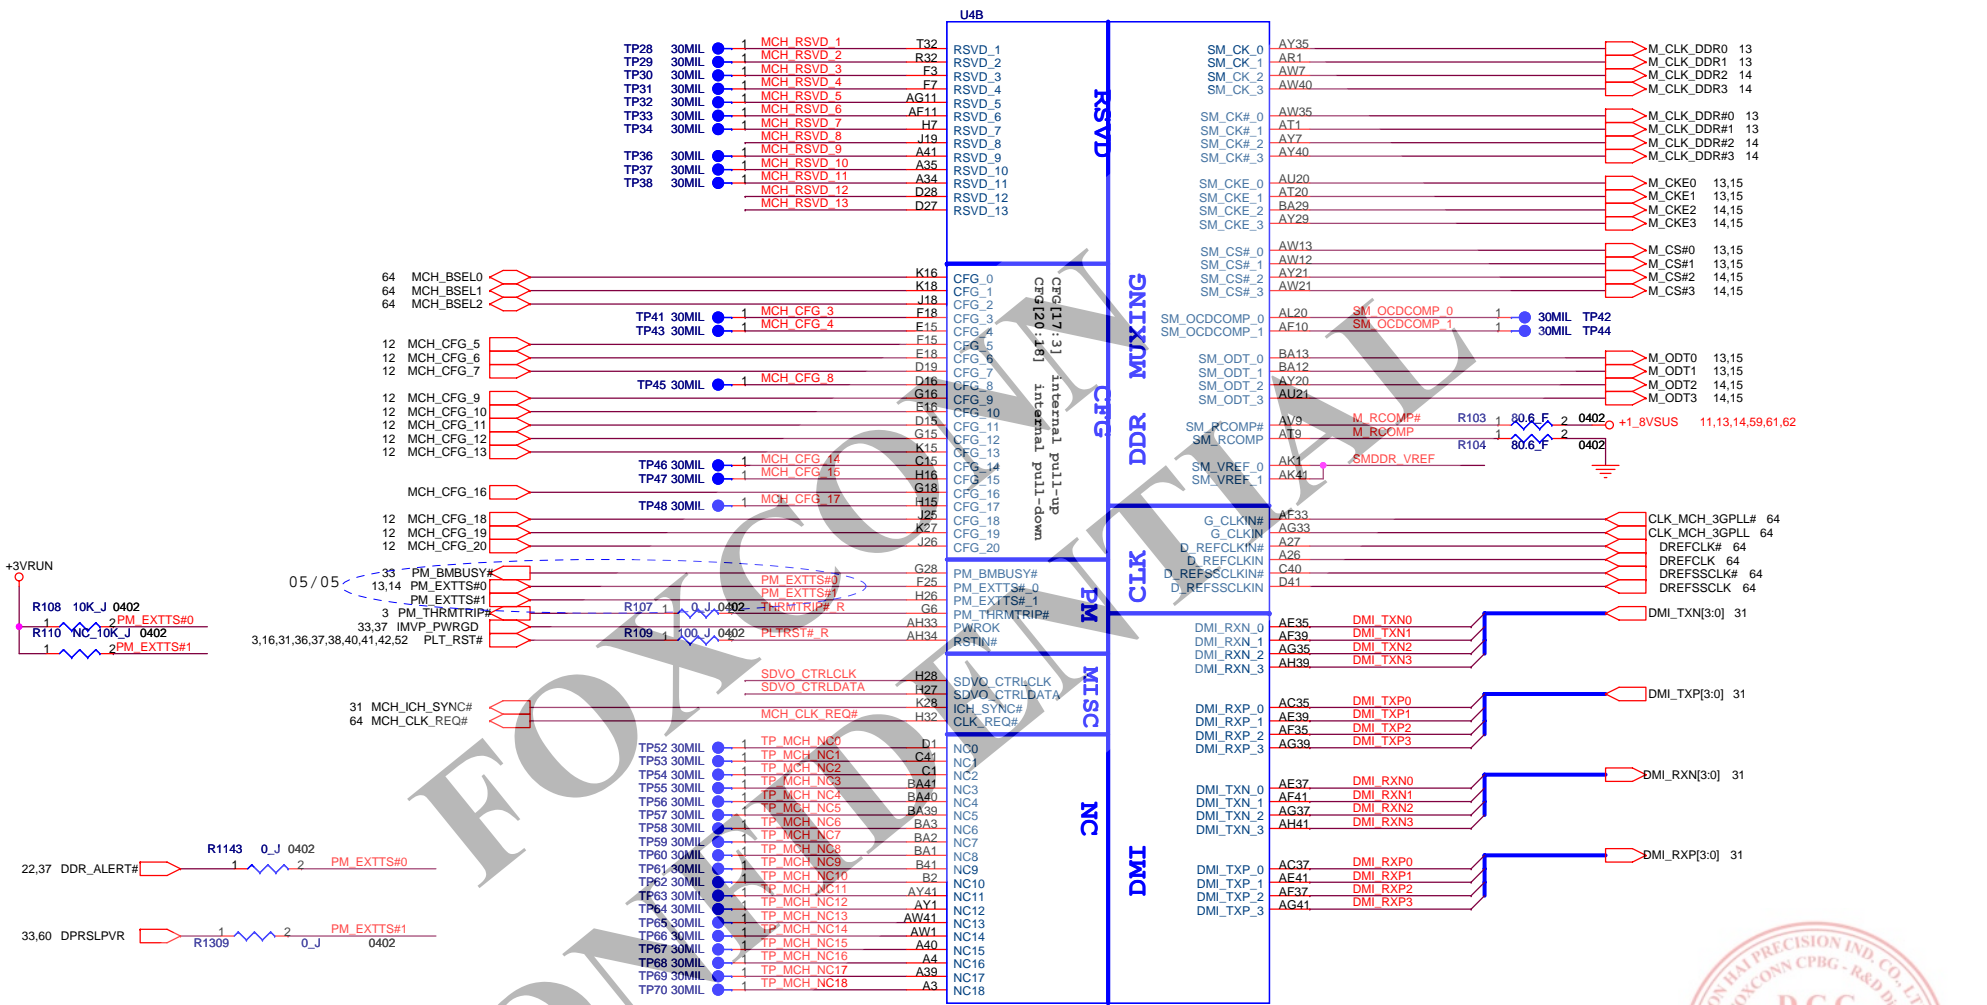 U4B
TP28 30MIL 1 MCH_RSVD_1 T32 RSVD_1
TP29 30MIL 1 MCH_RSVD_2 R32 RSVD_2
TP30 30MIL 1 MCH_RSVD_3 F3 RSVD_3
TP31 30MIL 1 MCH_RSVD_4 F7 RSVD_4
TP32 30MIL 1 MCH_RSVD_5 AG11 RSVD_5
TP33 30MIL 1 MCH_RSVD_6 AF11 RSVD_6
TP34 30MIL 1 MCH_RSVD_7 H7 RSVD_7
MCH_RSVD_8 J19 RSVD_8
TP36 30MIL 1 MCH_RSVD_9 A41 RSVD_9
TP37 30MIL 1 MCH_RSVD_10 A35 RSVD_10
TP38 30MIL 1 MCH_RSVD_11 A34 RSVD_11
MCH_RSVD_12 D28 RSVD_12
MCH_RSVD_13 D27 RSVD_13
RSVD
64 MCH_BSEL0 K16 CFG_0
64 MCH_BSEL1 K18 CFG_1
64 MCH_BSEL2 J18 CFG_2
TP41 30MIL 1 MCH_CFG_3 F18 CFG_3
TP43 30MIL 1 MCH_CFG_4 E15 CFG_4
12 MCH_CFG_5 F15 CFG_5
12 MCH_CFG_6 E18 CFG_6
12 MCH_CFG_7 D19 CFG_7
TP45 30MIL 1 MCH_CFG_8 D16 CFG_8
12 MCH_CFG_9 G16 CFG_9
12 MCH_CFG_10 E16 CFG_10
12 MCH_CFG_11 D15 CFG_11
12 MCH_CFG_12 G15 CFG_12
12 MCH_CFG_13 K15 CFG_13
TP46 30MIL 1 MCH_CFG_14 C15 CFG_14
TP47 30MIL 1 MCH_CFG_15 H16 CFG_15
MCH_CFG_16 G18 CFG_16
TP48 30MIL 1 MCH_CFG_17 H15 CFG_17
12 MCH_CFG_18 J25 CFG_18
12 MCH_CFG_19 K27 CFG_19
12 MCH_CFG_20 J26 CFG_20
CFG[17:3] internal pull-up
CFG[20:18] internal pull-down
CFG
05/05
33 PM_BMBUSY# G28 PM_BMBUSY#
13,14 PM_EXTTS#0 PM_EXTTS#0 F25 PM_EXTTS#_0
PM_EXTTS#1 PM_EXTTS#1 H26 PM_EXTTS#_1
3 PM_THRMTRIP# R107 1 0_J 0402 2 THRMTRIP#_R G6 PM_THRMTRIP#
33,37 IMVP_PWRGD AH33 PWROK
3,16,31,36,37,38,40,41,42,52 PLT_RST# R109 1 100_J 0402 2 PLTRST#_R AH34 RSTIN#
PM
+3VRUN
R108 10K_J 0402
1 2 PM_EXTTS#0
R110 NC_10K_J 0402
1 2 PM_EXTTS#1
SDVO_CTRLCLK H28 SDVO_CTRLCLK
SDVO_CTRLDATA H27 SDVO_CTRLDATA
31 MCH_ICH_SYNC# K28 ICH_SYNC#
64 MCH_CLK_REQ# MCH_CLK_REQ# H32 CLK_REQ#
MISC
TP52 30MIL 1 TP_MCH_NC0 D1 NC0
TP53 30MIL 1 TP_MCH_NC1 C41 NC1
TP54 30MIL 1 TP_MCH_NC2 C1 NC2
TP55 30MIL 1 TP_MCH_NC3 BA41 NC3
TP56 30MIL 1 TP_MCH_NC4 BA40 NC4
TP57 30MIL 1 TP_MCH_NC5 BA39 NC5
TP58 30MIL 1 TP_MCH_NC6 BA3 NC6
TP59 30MIL 1 TP_MCH_NC7 BA2 NC7
TP60 30MIL 1 TP_MCH_NC8 BA1 NC8
TP61 30MIL 1 TP_MCH_NC9 B41 NC9
TP62 30MIL 1 TP_MCH_NC10 B2 NC10
TP63 30MIL 1 TP_MCH_NC11 AY41 NC11
TP64 30MIL 1 TP_MCH_NC12 AY1 NC12
TP65 30MIL 1 TP_MCH_NC13 AW41 NC13
TP66 30MIL 1 TP_MCH_NC14 AW1 NC14
TP67 30MIL 1 TP_MCH_NC15 A40 NC15
TP68 30MIL 1 TP_MCH_NC16 A4 NC16
TP69 30MIL 1 TP_MCH_NC17 A39 NC17
TP70 30MIL 1 TP_MCH_NC18 A3 NC18
NC
R1143 0_J 0402
22,37 DDR_ALERT# 1 2 PM_EXTTS#0
33,60 DPRSLPVR 1 2 PM_EXTTS#1
R1309 0_J 0402
SM_CK_0 AY35 M_CLK_DDR0 13
SM_CK_1 AR1 M_CLK_DDR1 13
SM_CK_2 AW7 M_CLK_DDR2 14
SM_CK_3 AW40 M_CLK_DDR3 14
SM_CK#_0 AW35 M_CLK_DDR#0 13
SM_CK#_1 AT1 M_CLK_DDR#1 13
SM_CK#_2 AY7 M_CLK_DDR#2 14
SM_CK#_3 AY40 M_CLK_DDR#3 14
SM_CKE_0 AU20 M_CKE0 13,15
SM_CKE_1 AT20 M_CKE1 13,15
SM_CKE_2 BA29 M_CKE2 14,15
SM_CKE_3 AY29 M_CKE3 14,15
SM_CS#_0 AW13 M_CS#0 13,15
SM_CS#_1 AW12 M_CS#1 13,15
SM_CS#_2 AY21 M_CS#2 14,15
SM_CS#_3 AW21 M_CS#3 14,15
SM_OCDCOMP_0 AL20 SM_OCDCOMP_0 1 30MIL TP42
SM_OCDCOMP_1 AF10 SM_OCDCOMP_1 1 30MIL TP44
SM_ODT_0 BA13 M_ODT0 13,15
SM_ODT_1 BA12 M_ODT1 13,15
SM_ODT_2 AY20 M_ODT2 14,15
SM_ODT_3 AU21 M_ODT3 14,15
SM_RCOMP# AV9 M_RCOMP# R103 1 80.6_F 2 0402 +1_8VSUS 11,13,14,59,61,62
SM_RCOMP AT9 M_RCOMP R104 1 80.6_F 2 0402
SM_VREF_0 AK1 SMDDR_VREF
SM_VREF_1 AK41
DDR MUXING
G_CLKIN# AF33 CLK_MCH_3GPLL# 64
G_CLKIN AG33 CLK_MCH_3GPLL 64
D_REFCLKIN# A27 DREFCLK# 64
D_REFCLKIN A26 DREFCLK 64
D_REFSSCLKIN# C40 DREFSSCLK# 64
D_REFSSCLKIN D41 DREFSSCLK 64
CLK
DMI_RXN_0 AE35 DMI_TXN0 DMI_TXN[3:0] 31
DMI_RXN_1 AF39 DMI_TXN1
DMI_RXN_2 AG35 DMI_TXN2
DMI_RXN_3 AH39 DMI_TXN3
DMI_RXP_0 AC35 DMI_TXP0 DMI_TXP[3:0] 31
DMI_RXP_1 AE39 DMI_TXP1
DMI_RXP_2 AF35 DMI_TXP2
DMI_RXP_3 AG39 DMI_TXP3
DMI_TXN_0 AE37 DMI_RXN0 DMI_RXN[3:0] 31
DMI_TXN_1 AF41 DMI_RXN1
DMI_TXN_2 AG37 DMI_RXN2
DMI_TXN_3 AH41 DMI_RXN3
DMI_TXP_0 AC37 DMI_RXP0 DMI_RXP[3:0] 31
DMI_TXP_1 AE41 DMI_RXP1
DMI_TXP_2 AF37 DMI_RXP2
DMI_TXP_3 AG41 DMI_RXP3
DMI
FOXCONN
ONFIDENTIAL
ON HAI PRECISION IND. CO., LT
OXCONN CPBG - R&D D